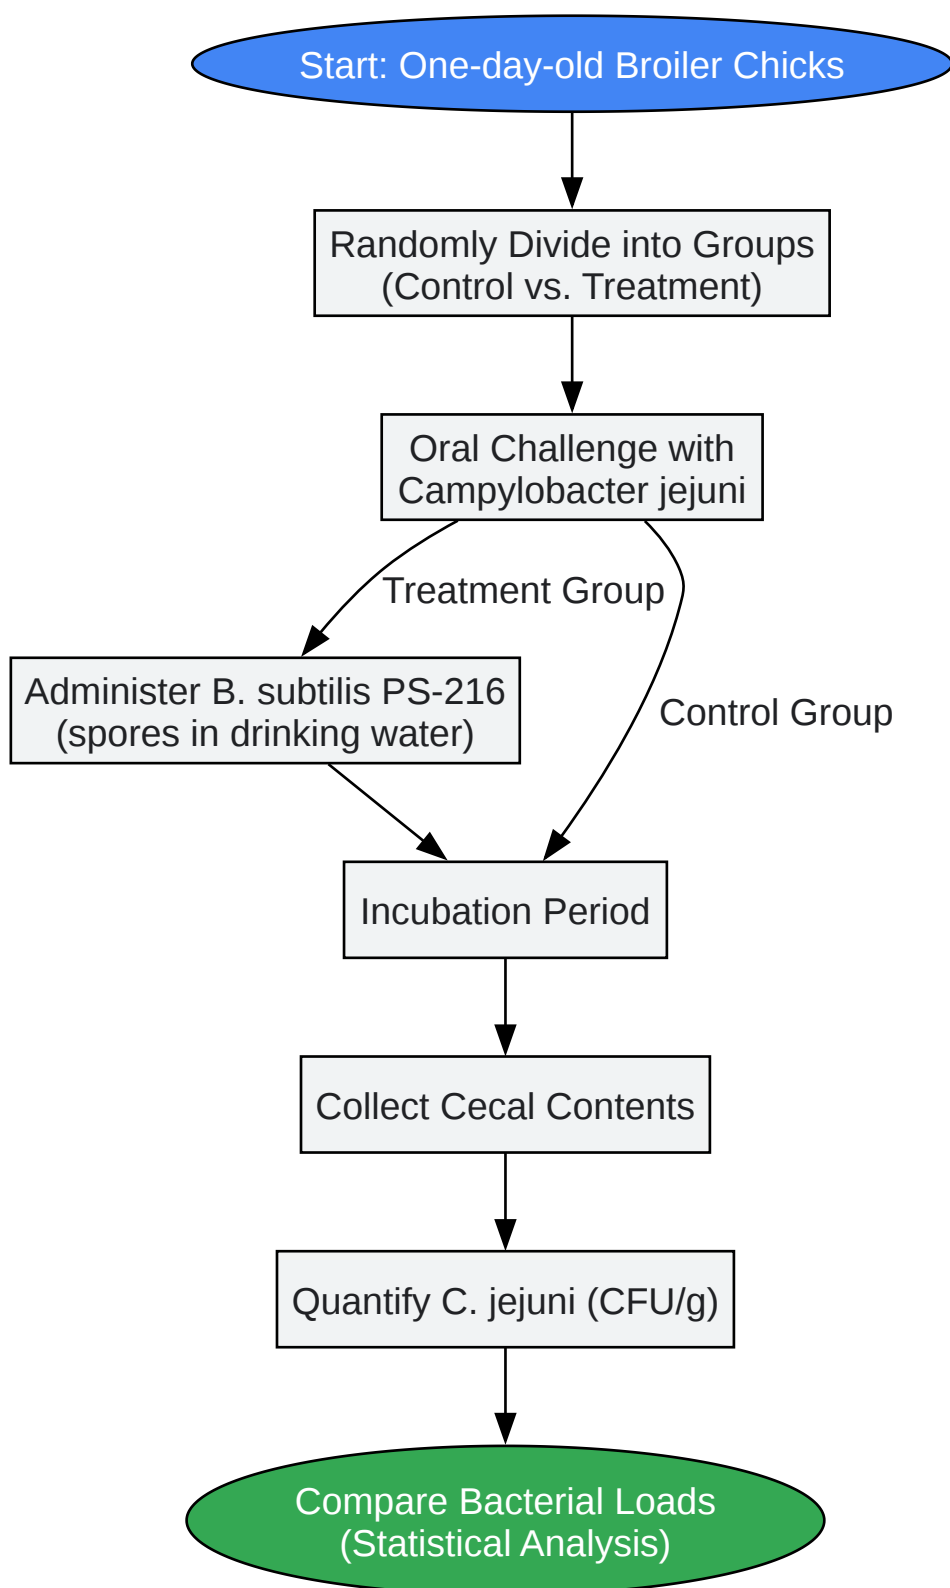 Start: One-day-old Broiler Chicks
Randomly Divide into Groups
(Control vs. Treatment)
Oral Challenge with
Campylobacter jejuni
Treatment Group
Administer B. subtilis PS-216
(spores in drinking water)
Control Group
Incubation Period
Collect Cecal Contents
Quantify C. jejuni (CFU/g)
Compare Bacterial Loads
(Statistical Analysis)